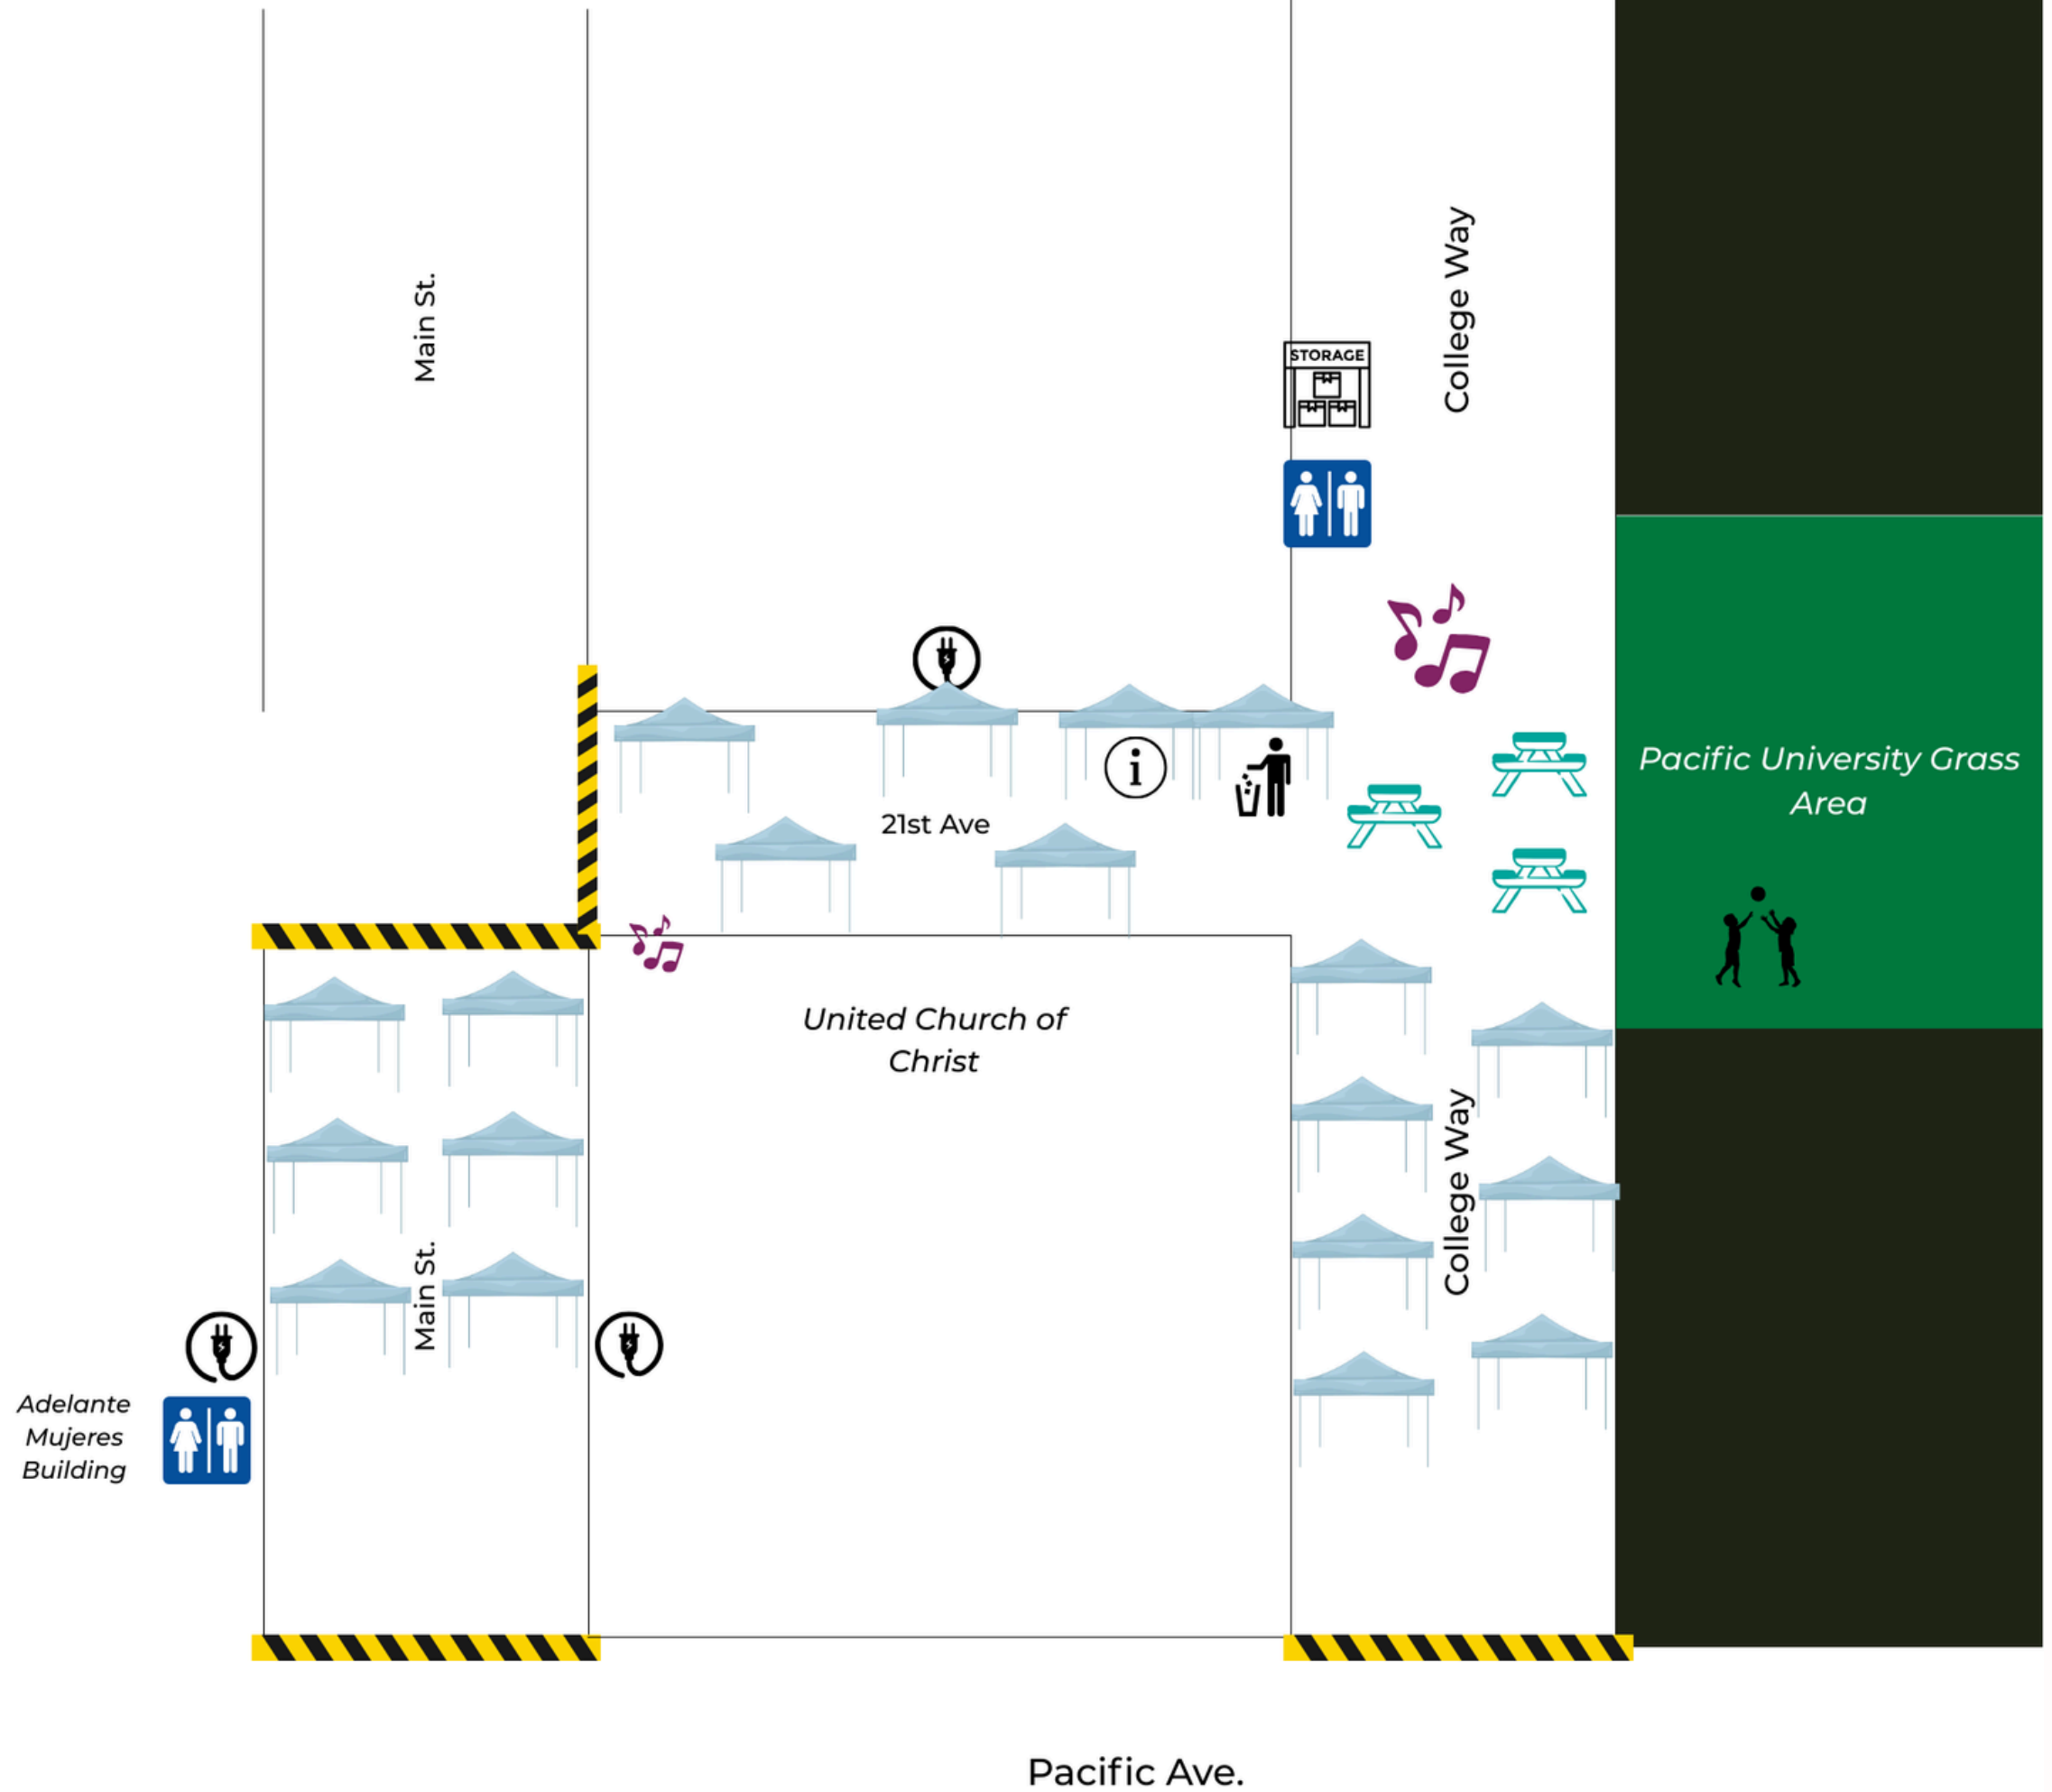 Main St.
College Way
STORAGE
Pacific University Grass
Area
21st Ave
i
United Church of
Christ
College Way
Main St.
Adelante
Mujeres
Building
Pacific Ave.